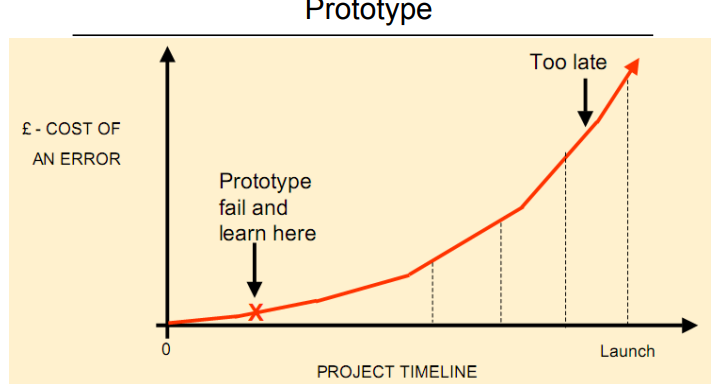 Prototype
Too late
£ - COST OF
AN ERROR
Prototype
fail and
learn here
X
0
Launch
PROJECT TIMELINE